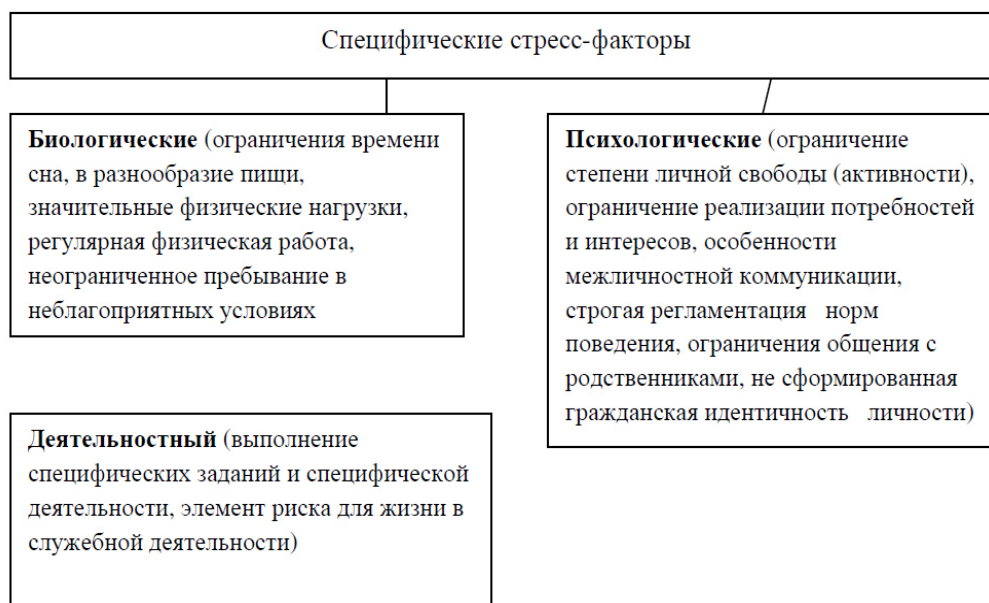 Специфические стресс-факторы
Биологические (ограничения времени
сна, в разнообразие пищи,
значительные физические нагрузки,
регулярная физическая работа,
неограниченное пребывание в
неблагоприятных условиях
Психологические (ограничение
степени личной свободы (активности),
ограничение реализации потребностей
и интересов, особенности
межличностной коммуникации,
строгая регламентация норм
поведения, ограничения общения с
родственниками, не сформированная
гражданская идентичность личности)
Деятельностный (выполнение
специфических заданий и специфической
деятельности, элемент риска для жизни в
служебной деятельности)